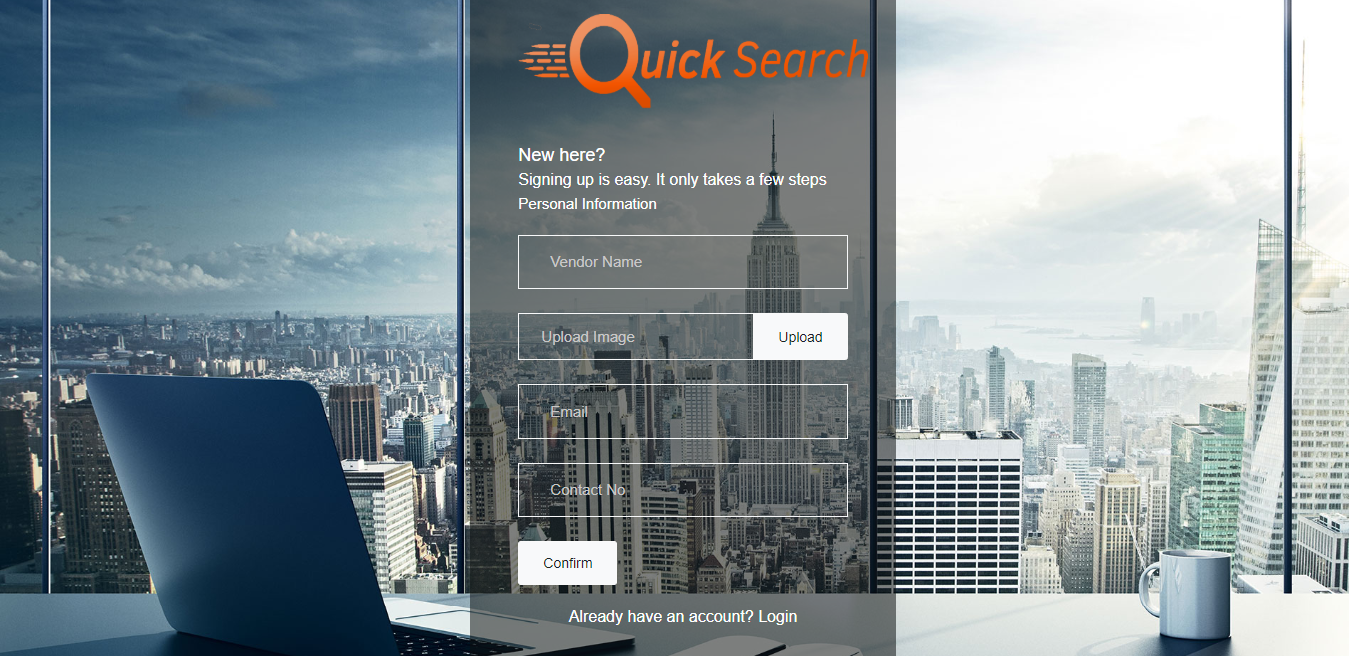 Quick Search
New here?
Signing up is easy. It only takes a few steps
Personal Information
Vendor Name
Upload Image Upload
Email
Contact No
Confirm
Already have an account? Login